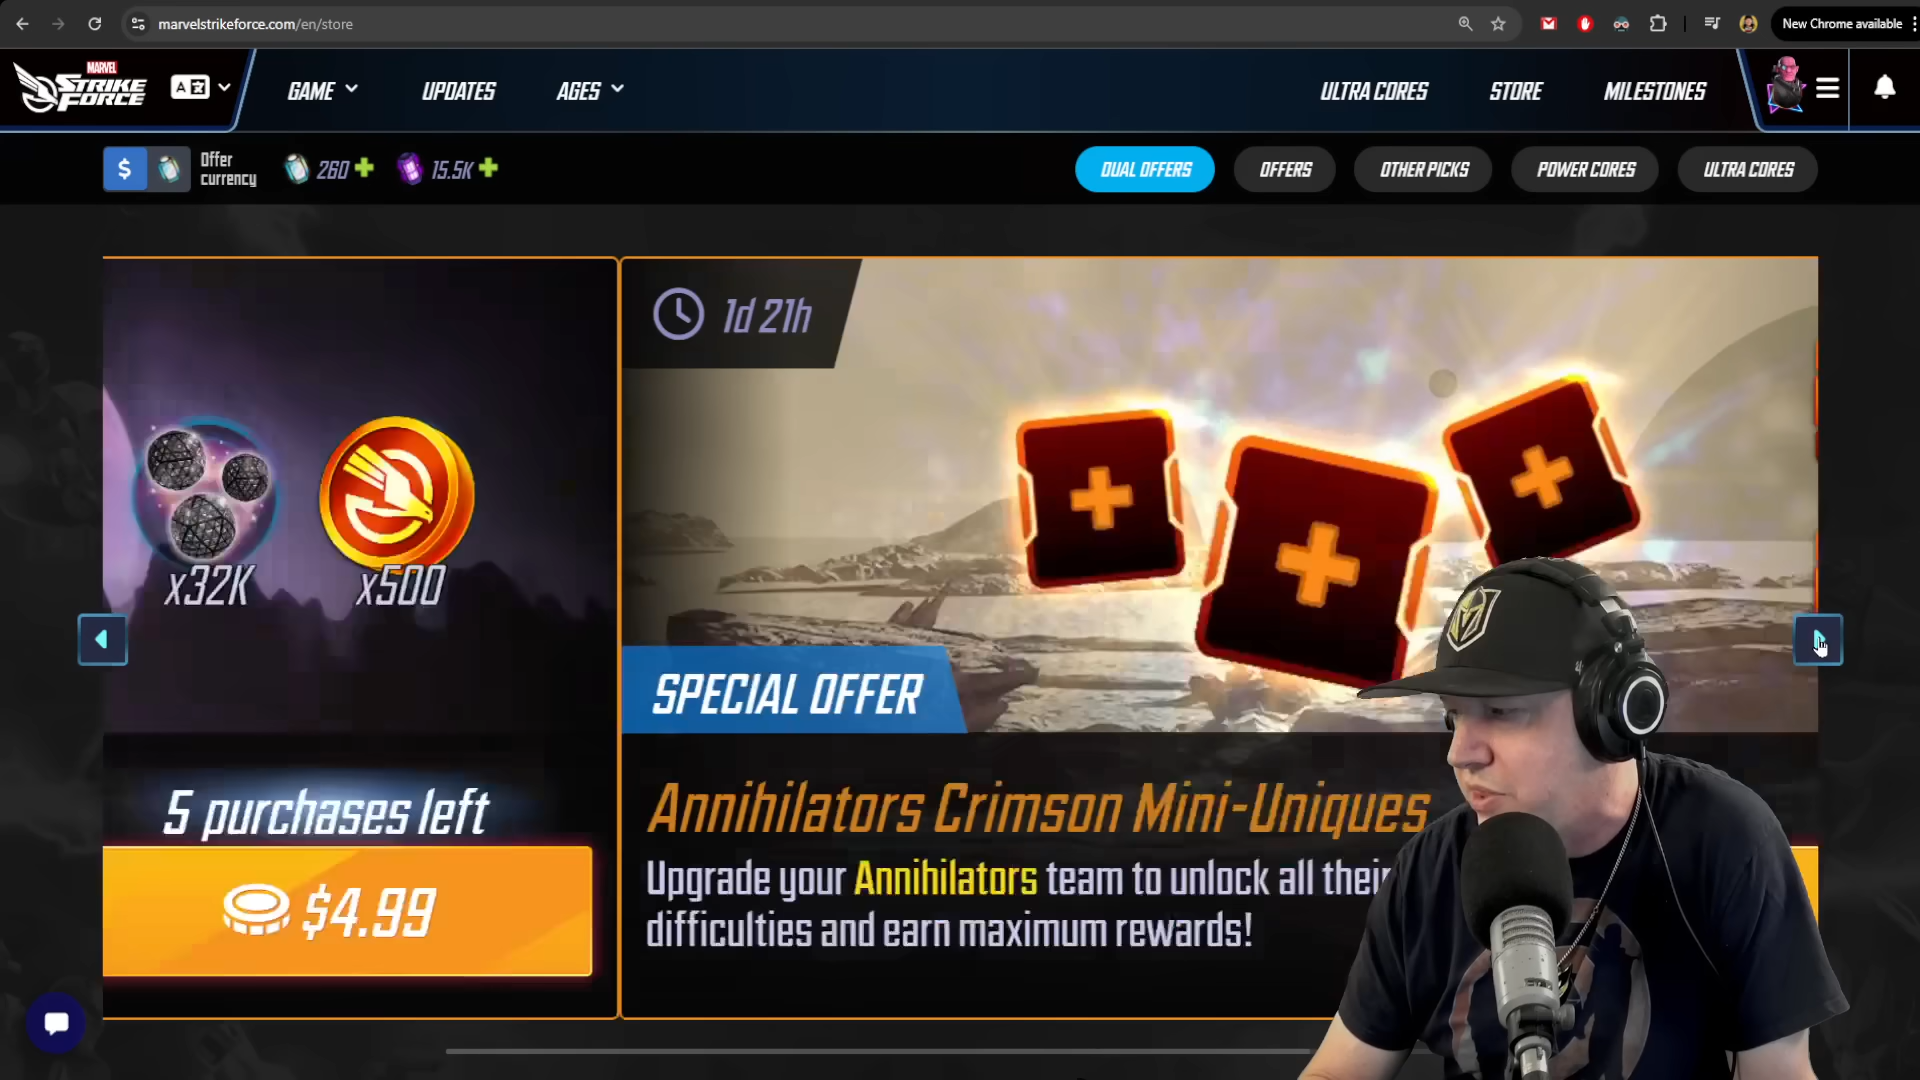 marvelstrikeforce.com/en/store
New Chrome available
MARVEL
STRIKE
FORCE
GAME
UPDATES
AGES
ULTRA CORES
STORE
MILESTONES
$
Offer
currency
260
15.5K
DUAL OFFERS
OFFERS
OTHER PICKS
POWER CORES
ULTRA CORES
1d 21h
x32K
x500
SPECIAL OFFER
5 purchases left
$4.99
Annihilators Crimson Mini-Uniques
Upgrade your Annihilators team to unlock all their
difficulties and earn maximum rewards!